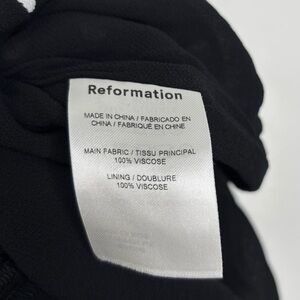 Reformation
MADE IN CHINA / FABRICADO EN
CHINA / FABRIQUÉ EN CHINE
MAIN FABRIC / TISSU PRINCIPAL
100% VISCOSE
LINING / DOUBLURE
100% VISCOSE